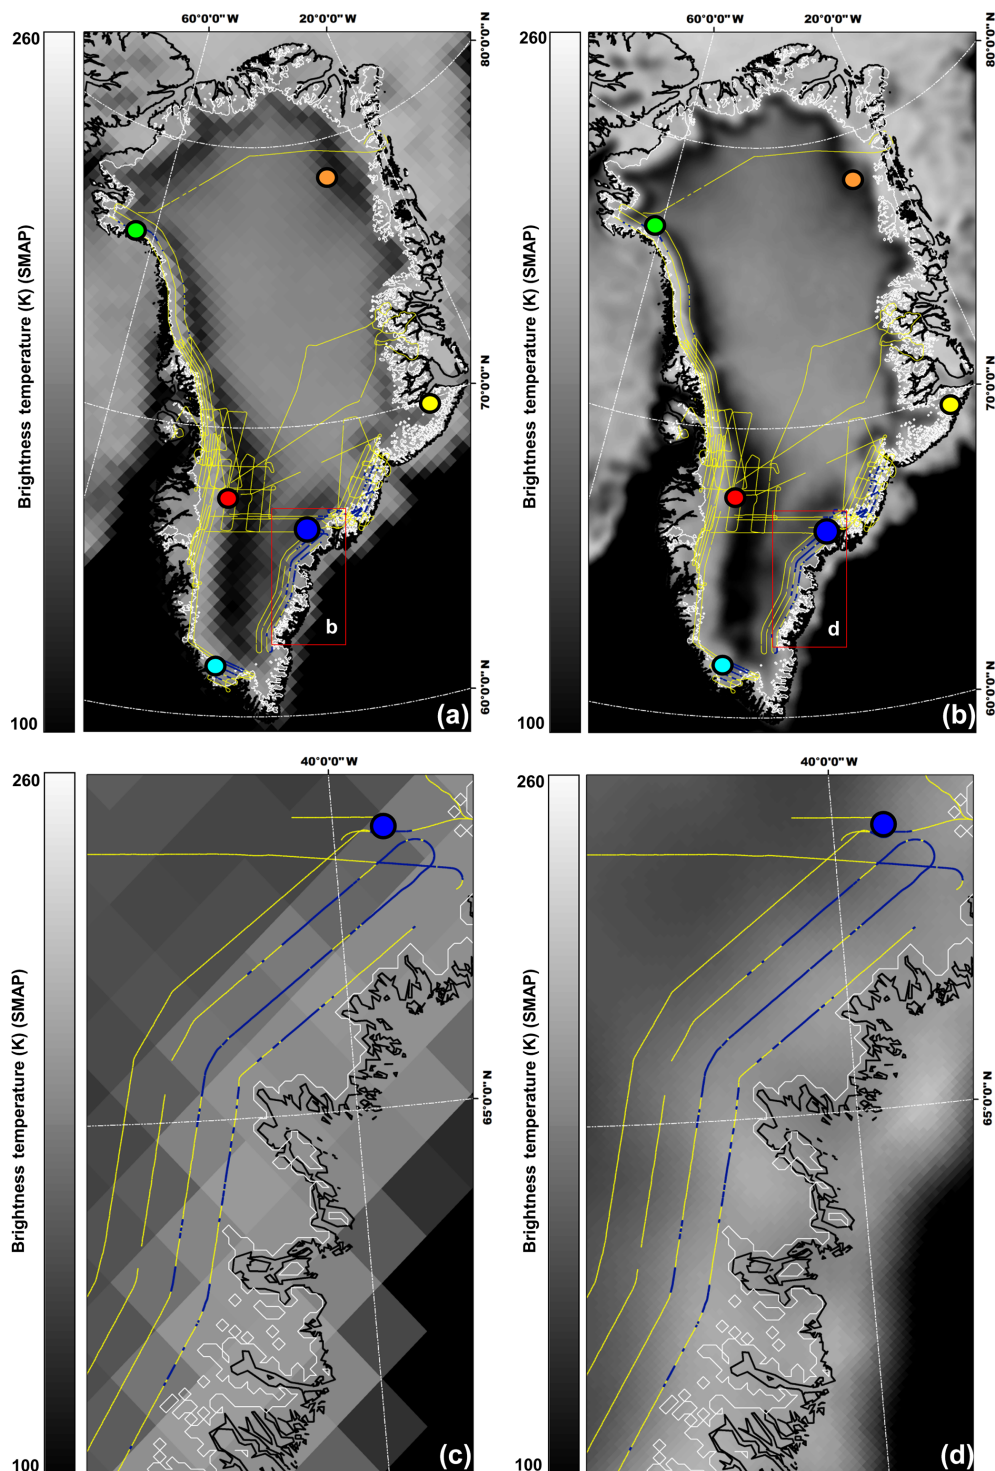 60°0'0"W 20°0'0"W
260
80°0'0"N
Brightness temperature (K) (SMAP)
70°0'0"N
b
60°0'0"N
100
(a)
60°0'0"W 20°0'0"W
260
80°0'0"N
Brightness temperature (K) (SMAP)
70°0'0"N
d
60°0'0"N
100
(b)
40°0'0"W
260
Brightness temperature (K) (SMAP)
65°0'0"N
100
(c)
40°0'0"W
260
Brightness temperature (K) (SMAP)
65°0'0"N
100
(d)